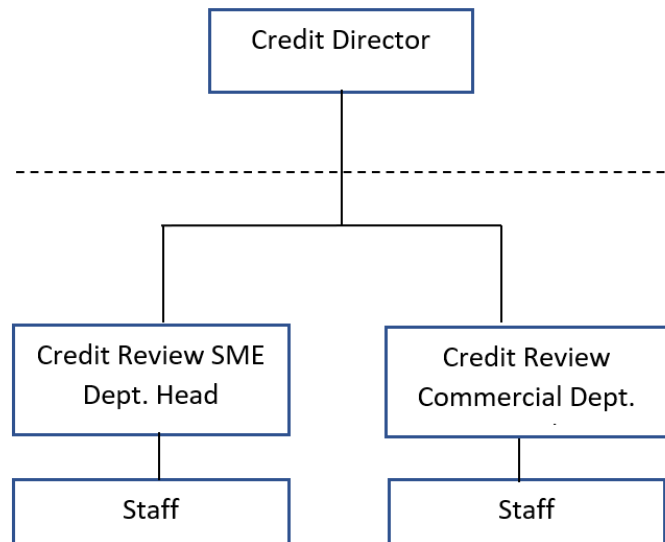 Credit Director
Credit Review SME
Dept. Head
Credit Review
Commercial Dept.
Staff
Staff